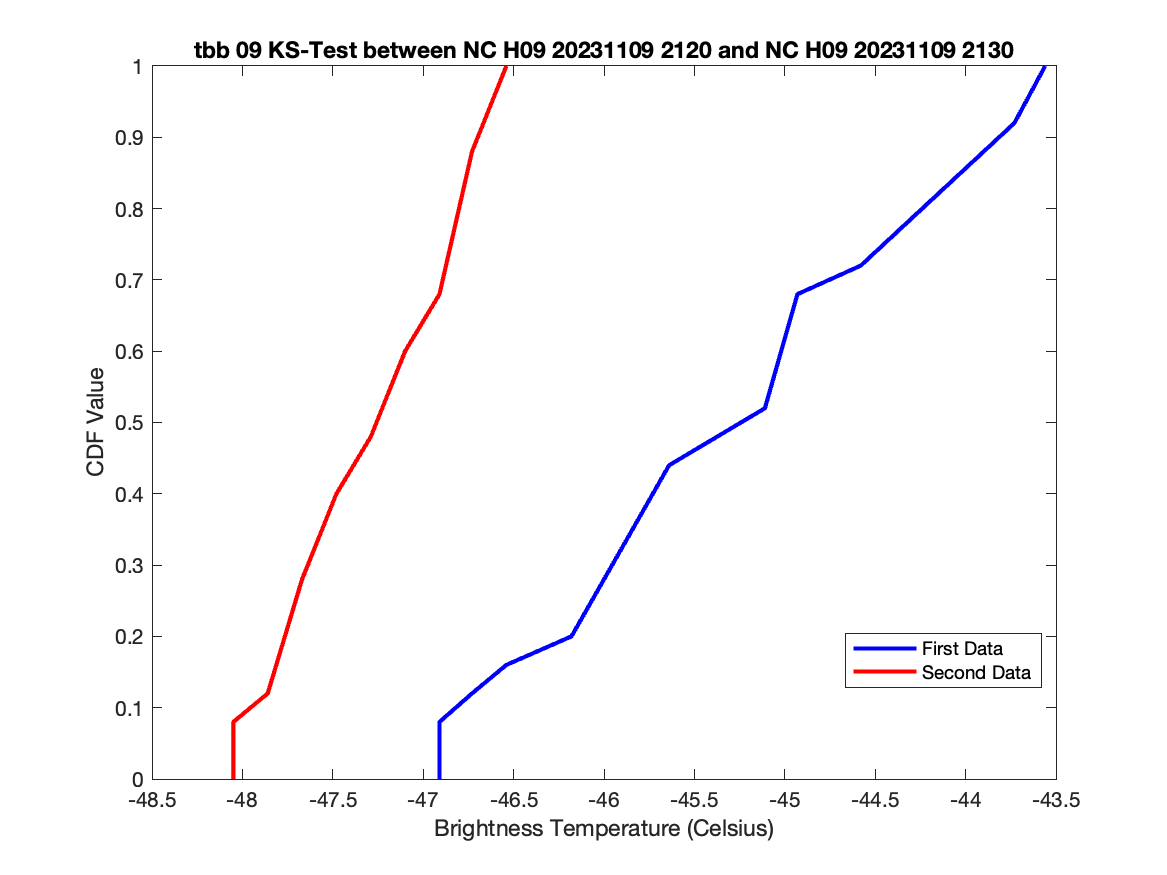 tbb 09 KS-Test between NC H09 20231109 2120 and NC H09 20231109 2130
1
0.9
0.8
0.7
0.6
0.5
0.4
0.3
0.2
0.1
0
CDF Value
First Data
Second Data
-48.5 -48 -47.5 -47 -46.5 -46 -45.5 -45 -44.5 -44 -43.5
Brightness Temperature (Celsius)